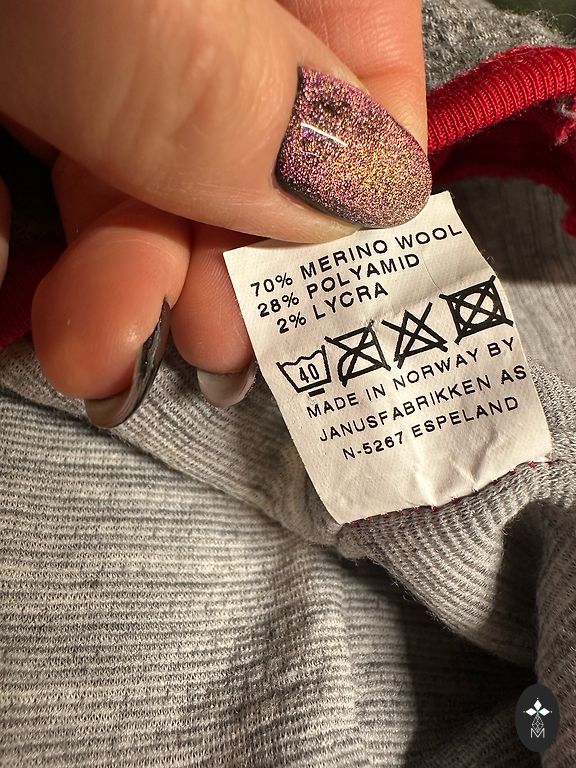 70% MERINO WOOL
28% POLYAMID
2% LYCRA
40
MADE IN NORWAY BY
JANUSFABRIKKEN AS
N-5267 ESPELAND
M